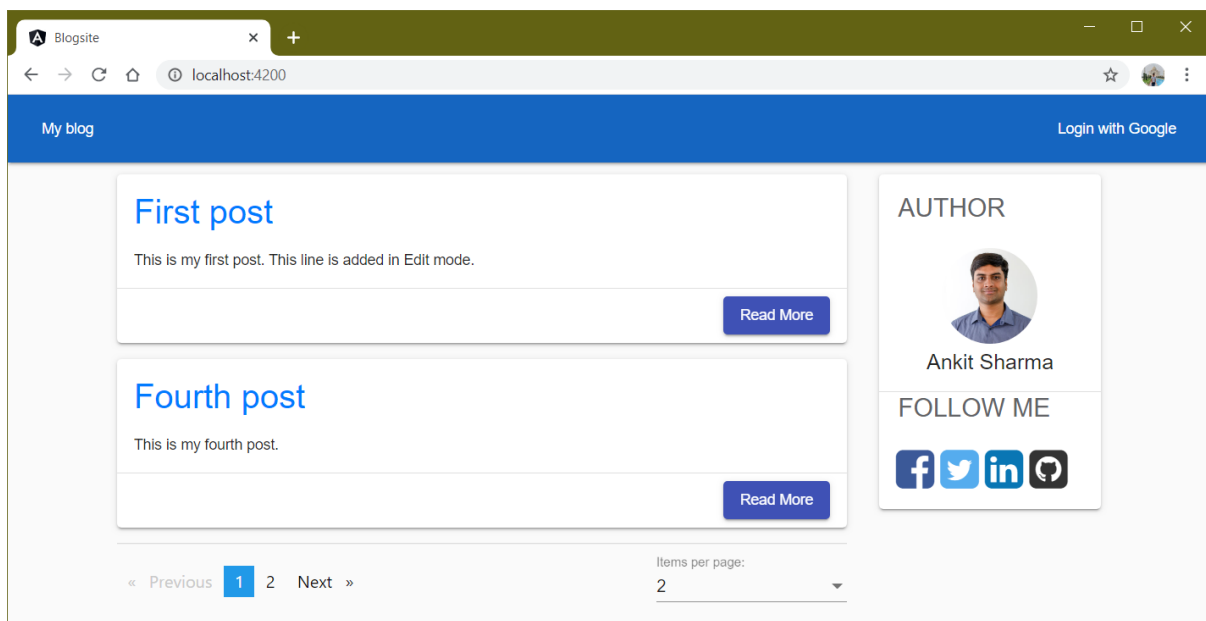 Blogsite
localhost:4200
My blog
Login with Google
First post
This is my first post. This line is added in Edit mode.
Read More
Fourth post
This is my fourth post.
Read More
« Previous 1 2 Next »
Items per page:
2
AUTHOR
Ankit Sharma
FOLLOW ME